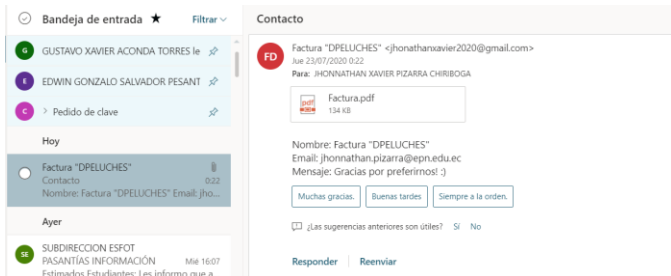 Bandeja de entrada ★ Filtrar
Contacto
G GUSTAVO XAVIER ACONDA TORRES le
E EDWIN GONZALO SALVADOR PESANT
C > Pedido de clave
Hoy
Factura "DPELUCHES"
Contacto 0:22
Nombre: Factura "DPELUCHES" Email: jho...
Ayer
SE SUBDIRECCION ESFOT
PASANTÍAS INFORMACIÓN Mié 16:07
Estimados Estudiantes: Les informo que a
FD Factura "DPELUCHES" <jhonathanxavier2020@gmail.com>
Jue 23/07/2020 0:22
Para: JHONNATHAN XAVIER PIZARRA CHIRIBOGA
pdf Factura.pdf
134 KB
Nombre: Factura "DPELUCHES"
Email: jhonnathan.pizarra@epn.edu.ec
Mensaje: Gracias por preferirnos! :)
Muchas gracias. Buenas tardes Siempre a la orden.
¿Las sugerencias anteriores son útiles? Sí No
Responder Reenviar